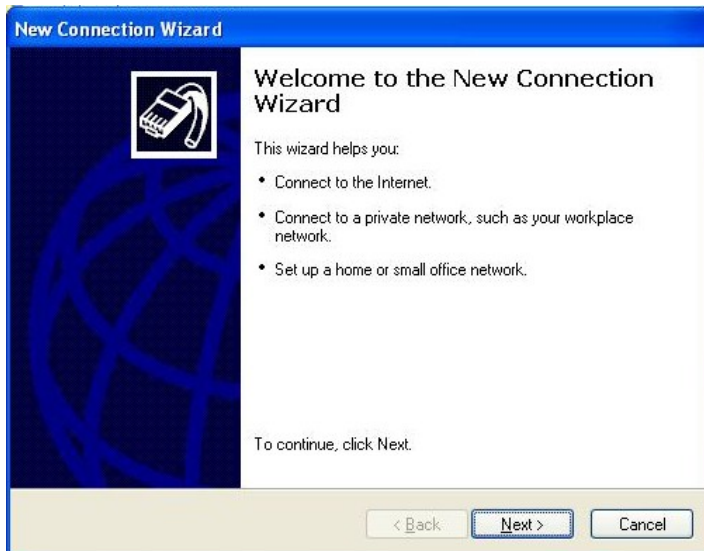 New Connection Wizard
Welcome to the New Connection
Wizard
This wizard helps you:
• Connect to the Internet.
• Connect to a private network, such as your workplace
network.
• Set up a home or small office network.
To continue, click Next.
< Back
Next >
Cancel